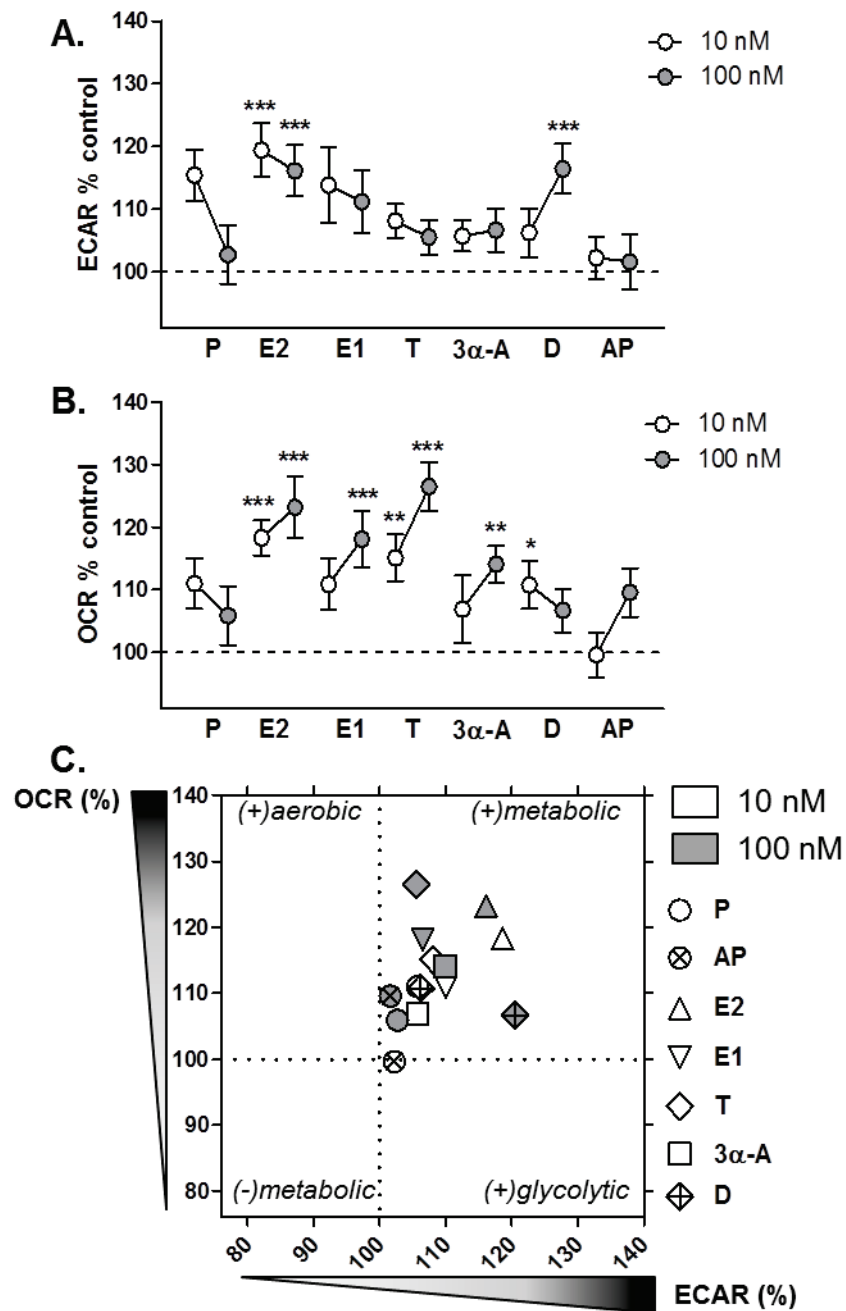 A.
ECAR % control
140
130
120
110
100
*** *** ***
10 nM
100 nM
P E2 E1 T 3α-A D AP
B.
OCR % control
140
130
120
110
100
*** *** *** ** *** ** *
10 nM
100 nM
P E2 E1 T 3α-A D AP
C.
OCR (%)
140
130
120
110
100
90
80
(+)aerobic (+)metabolic
(-)metabolic (+)glycolytic
80 90 100 110 120 130 140
ECAR (%)
10 nM
100 nM
P
AP
E2
E1
T
3α-A
D